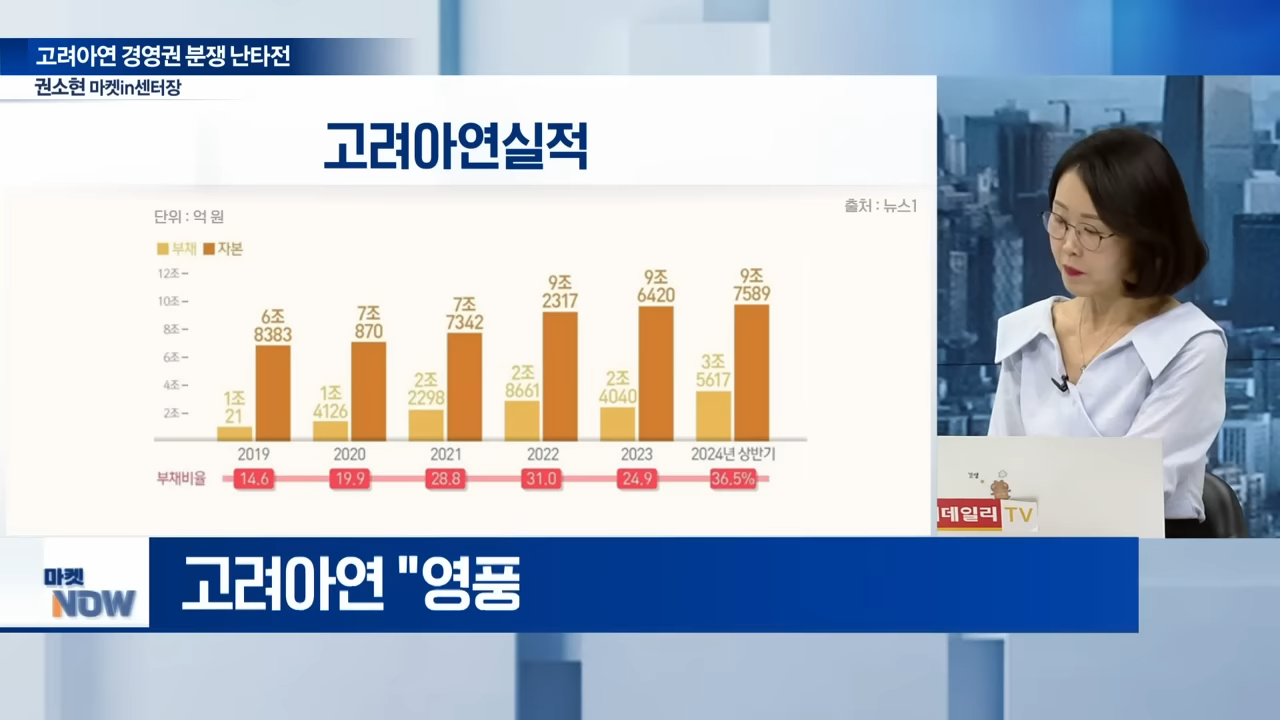 고려아연 경영권 분쟁 난타전
권소현 마켓in센터장
고려아연실적
단위 : 억 원
출처 : 뉴스1
부채 자본
12조
10조
8조
6조
4조
2조
1조
21
6조
8383
1조
4126
7조
870
2조
2298
7조
7342
2조
8661
9조
2317
2조
4040
9조
6420
3조
5617
9조
7589
2019 2020 2021 2022 2023 2024년 상반기
부채비율 14.6 19.9 28.8 31.0 24.9 36.5%
데일리 TV
마켓
NOW
고려아연 "영풍